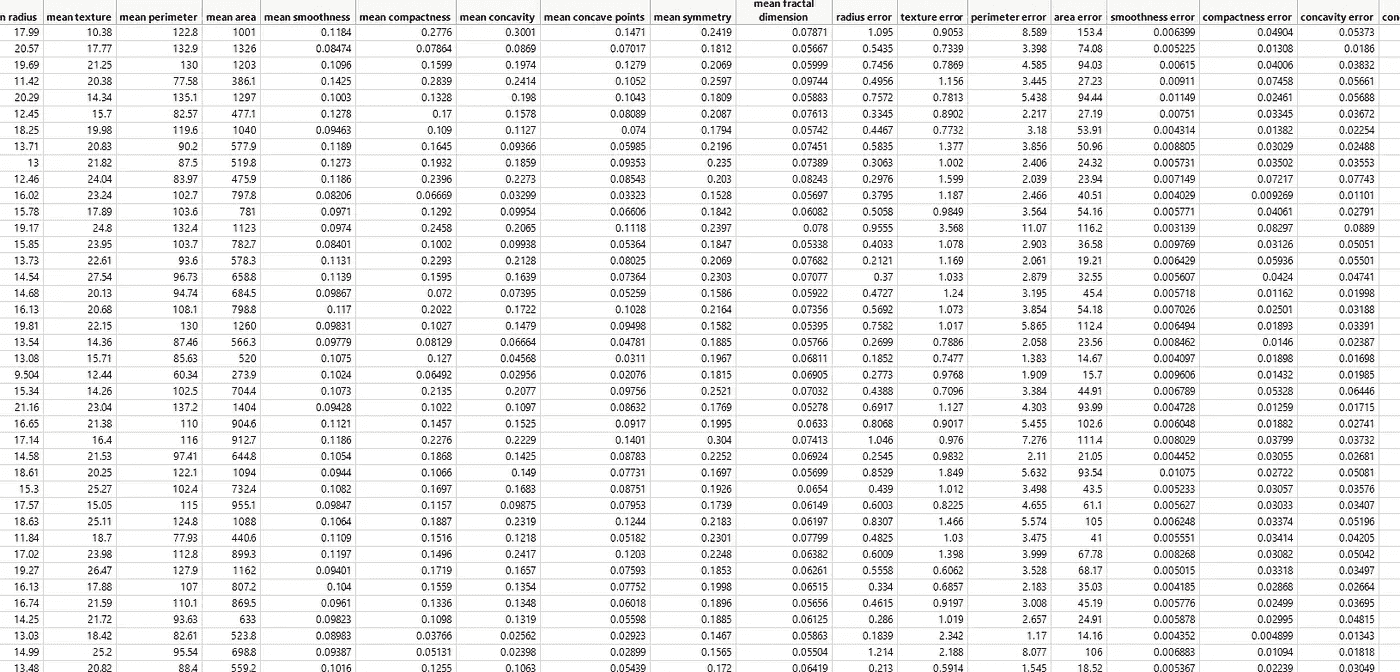 n radius mean texture mean perimeter mean area mean smoothness mean compactness mean concavity mean concave points mean symmetry mean fractal dimension radius error texture error perimeter error area error smoothness error compactness error concavity error con
17.99 10.38 122.8 1001 0.1184 0.2776 0.3001 0.1471 0.2419 0.07871 1.095 0.9053 8.589 153.4 0.006399 0.04904 0.05373
20.57 17.77 132.9 1326 0.08474 0.07864 0.0869 0.07017 0.1812 0.05667 0.5435 0.7339 3.398 74.08 0.005225 0.01308 0.0186
19.69 21.25 130 1203 0.1096 0.1599 0.1974 0.1279 0.2069 0.05999 0.7456 0.7869 4.585 94.03 0.00615 0.04006 0.03832
11.42 20.38 77.58 386.1 0.1425 0.2839 0.2414 0.1052 0.2597 0.09744 0.4956 1.156 3.445 27.23 0.00911 0.07458 0.05661
20.29 14.34 135.1 1297 0.1003 0.1328 0.198 0.1043 0.1809 0.05883 0.7572 0.7813 5.438 94.44 0.01149 0.02461 0.05688
12.45 15.7 82.57 477.1 0.1278 0.17 0.1578 0.08089 0.2087 0.07613 0.3345 0.8902 2.217 27.19 0.00751 0.03345 0.03672
18.25 19.98 119.6 1040 0.09463 0.109 0.1127 0.074 0.1794 0.05742 0.4467 0.7732 3.18 53.91 0.004314 0.01382 0.02254
13.71 20.83 90.2 577.9 0.1189 0.1645 0.09366 0.05985 0.2196 0.07451 0.5835 1.377 3.856 50.96 0.008805 0.03029 0.02488
13 21.82 87.5 519.8 0.1273 0.1932 0.1859 0.09353 0.235 0.07389 0.3063 1.002 2.406 24.32 0.005731 0.03502 0.03553
12.46 24.04 83.97 475.9 0.1186 0.2396 0.2273 0.08543 0.203 0.08243 0.2976 1.599 2.039 23.94 0.007149 0.07217 0.07743
16.02 23.24 102.7 797.8 0.08206 0.06669 0.03299 0.03323 0.1528 0.05697 0.3795 1.187 2.466 40.51 0.004029 0.009269 0.01101
15.78 17.89 103.6 781 0.0971 0.1292 0.09954 0.06606 0.1842 0.06082 0.5058 0.9849 3.564 54.16 0.005771 0.04061 0.02791
19.17 24.8 132.4 1123 0.0974 0.2458 0.2065 0.1118 0.2397 0.078 0.9555 3.568 11.07 116.2 0.003139 0.08297 0.0889
15.85 23.95 103.7 782.7 0.08401 0.1002 0.09938 0.05364 0.1847 0.05338 0.4033 1.078 2.903 36.58 0.009769 0.03126 0.05051
13.73 22.61 93.6 578.3 0.1131 0.2293 0.2128 0.08025 0.2069 0.07682 0.2121 1.169 2.061 19.21 0.006429 0.05936 0.05501
14.54 27.54 96.73 658.8 0.1139 0.1595 0.1639 0.07364 0.2303 0.07077 0.37 1.033 2.879 32.55 0.005607 0.0424 0.04741
14.68 20.13 94.74 684.5 0.09867 0.072 0.07395 0.05259 0.1586 0.05922 0.4727 1.24 3.195 45.4 0.005718 0.01162 0.01998
16.13 20.68 108.1 798.8 0.117 0.2022 0.1722 0.1028 0.2164 0.07356 0.5692 1.073 3.854 54.18 0.007026 0.02501 0.03188
19.81 22.15 130 1260 0.09831 0.1027 0.1479 0.09498 0.1582 0.05395 0.7582 1.017 5.865 112.4 0.006494 0.01893 0.03391
13.54 14.36 87.46 566.3 0.09779 0.08129 0.06664 0.04781 0.1885 0.05766 0.2699 0.7886 2.058 23.56 0.008462 0.0146 0.02387
13.08 15.71 85.63 520 0.1075 0.127 0.04568 0.0311 0.1967 0.06811 0.1852 0.7477 1.383 14.67 0.004097 0.01898 0.01698
9.504 12.44 60.34 273.9 0.1024 0.06492 0.02956 0.02076 0.1815 0.06905 0.2773 0.9768 1.909 15.7 0.009606 0.01432 0.01985
15.34 14.26 102.5 704.4 0.1073 0.2135 0.2077 0.09756 0.2521 0.07032 0.4388 0.7096 3.384 44.91 0.006789 0.05328 0.06446
21.16 23.04 137.2 1404 0.09428 0.1022 0.1097 0.08632 0.1769 0.05278 0.6917 1.127 4.303 93.99 0.004728 0.01259 0.01715
16.65 21.38 110 904.6 0.1121 0.1457 0.1525 0.0917 0.1995 0.0633 0.8068 0.9017 5.455 102.6 0.006048 0.01882 0.02741
17.14 16.4 116 912.7 0.1186 0.2276 0.2229 0.1401 0.304 0.07413 1.046 0.976 7.276 111.4 0.008029 0.03799 0.03732
14.58 21.53 97.41 644.8 0.1054 0.1868 0.1425 0.08783 0.2252 0.06924 0.2545 0.9832 2.11 21.05 0.004452 0.03055 0.02681
18.61 20.25 122.1 1094 0.0944 0.1066 0.149 0.07731 0.1697 0.05699 0.8529 1.849 5.632 93.54 0.01075 0.02722 0.05081
15.3 25.27 102.4 732.4 0.1082 0.1697 0.1683 0.08751 0.1926 0.0654 0.439 1.012 3.498 43.5 0.005233 0.03057 0.03576
17.57 15.05 115 955.1 0.09847 0.1157 0.09875 0.07953 0.1739 0.06149 0.6003 0.8225 4.655 61.1 0.005627 0.03033 0.03407
18.63 25.11 124.8 1088 0.1064 0.1887 0.2319 0.1244 0.2183 0.06197 0.8307 1.466 5.574 105 0.006248 0.03374 0.05196
11.84 18.7 77.93 440.6 0.1109 0.1516 0.1218 0.05182 0.2301 0.07799 0.4825 1.03 3.475 41 0.005551 0.03414 0.04205
17.02 23.98 112.8 899.3 0.1197 0.1496 0.2417 0.1203 0.2248 0.06382 0.6009 1.398 3.999 67.78 0.008268 0.03082 0.05042
19.27 26.47 127.9 1162 0.09401 0.1719 0.1657 0.07593 0.1853 0.06261 0.5558 0.6062 3.528 68.17 0.005015 0.03318 0.03497
16.13 17.88 107 807.2 0.104 0.1559 0.1354 0.07752 0.1998 0.06515 0.334 0.6857 2.183 35.03 0.004185 0.02868 0.02664
16.74 21.59 110.1 869.5 0.0961 0.1336 0.1348 0.06018 0.1896 0.05656 0.4615 0.9197 3.008 45.19 0.005776 0.02499 0.03695
14.25 21.72 93.63 633 0.09823 0.1098 0.1319 0.05598 0.1885 0.06125 0.286 1.019 2.657 24.91 0.005878 0.02995 0.04815
13.03 18.42 82.61 523.8 0.08983 0.03766 0.02562 0.02923 0.1467 0.05863 0.1839 2.342 1.17 14.16 0.004352 0.004899 0.01343
14.99 25.2 95.54 698.8 0.09387 0.05131 0.02398 0.02899 0.1565 0.05504 1.214 2.188 8.077 106 0.006883 0.01094 0.01818
13.48 20.82 88.4 559.2 0.1016 0.1255 0.1063 0.05439 0.172 0.06419 0.213 0.5914 1.545 18.52 0.005367 0.02239 0.03049